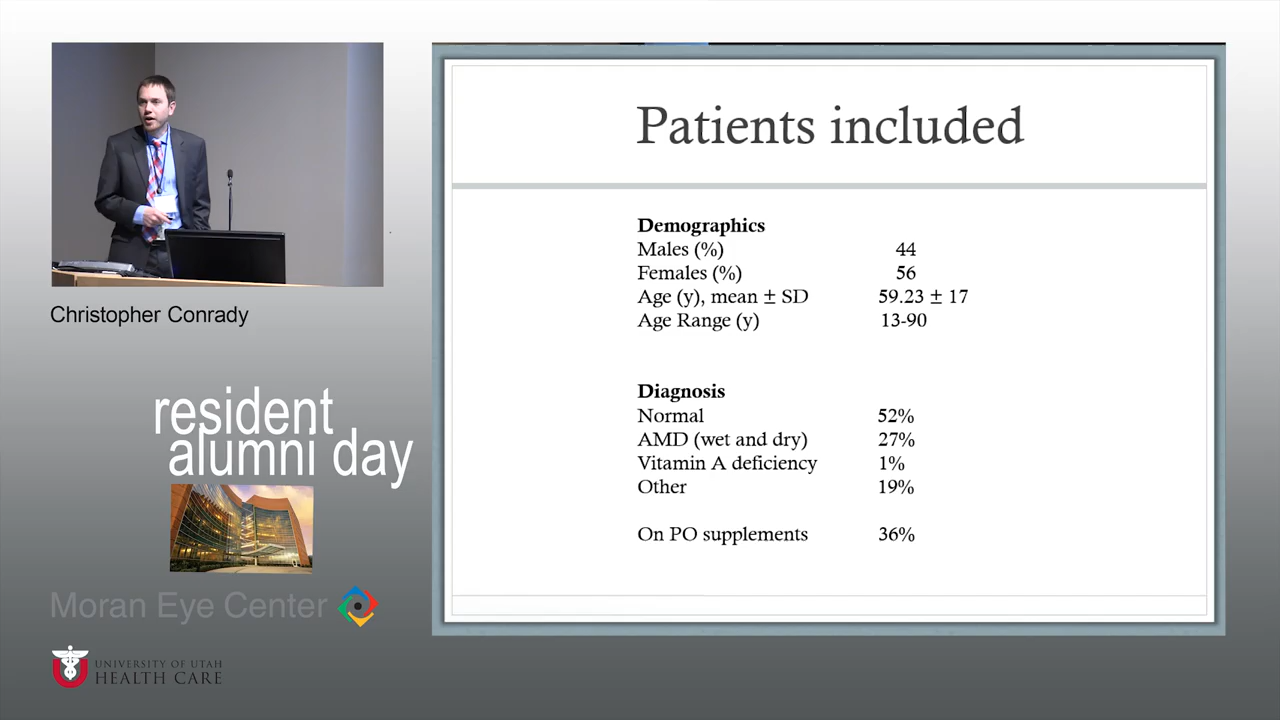 Patients included
Demographics
Males (%) 44
Females (%) 56
Age (y), mean ± SD 59.23 ± 17
Age Range (y) 13-90
Diagnosis
Normal 52%
AMD (wet and dry) 27%
Vitamin A deficiency 1%
Other 19%
On PO supplements 36%
Christopher Conrady
resident
alumni day
Moran Eye Center
UNIVERSITY OF UTAH
HEALTH CARE